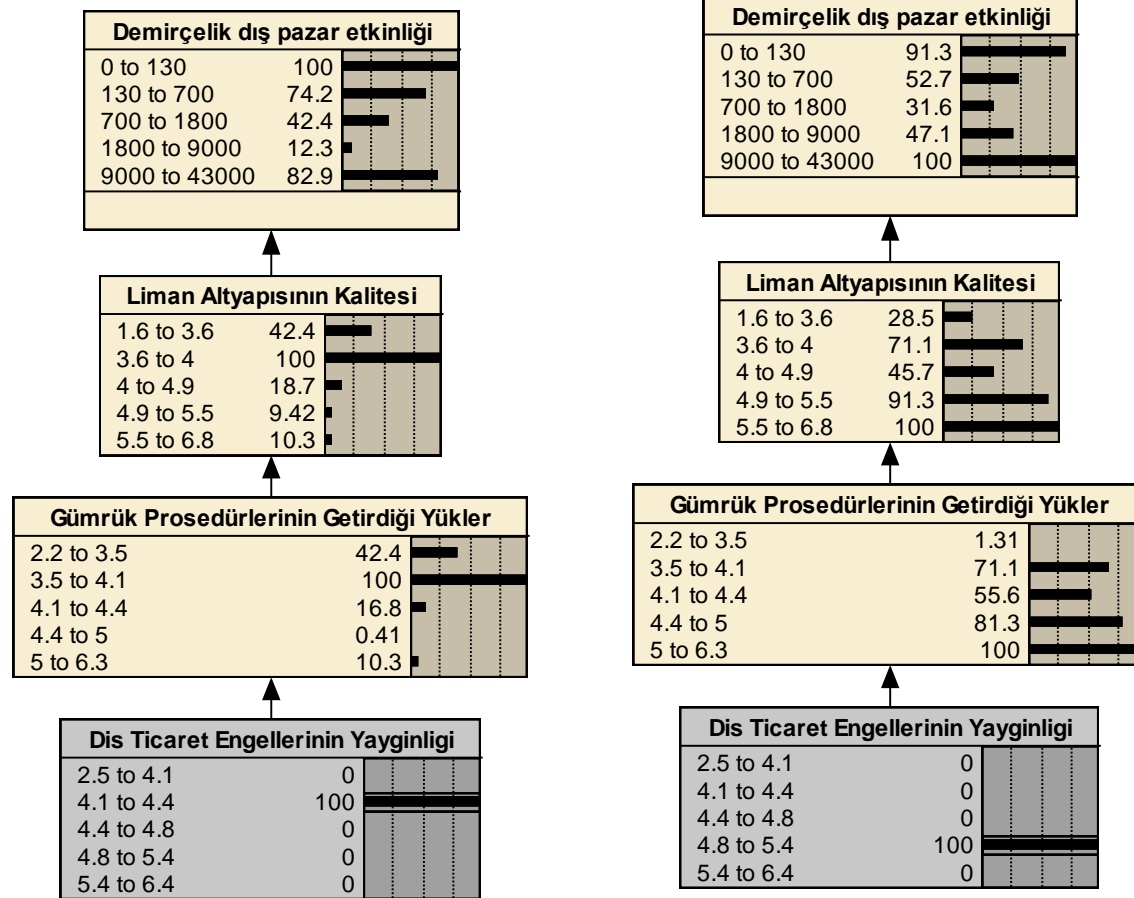 Demirçelik dış pazar etkinliği
0 to 130 100
130 to 700 74.2
700 to 1800 42.4
1800 to 9000 12.3
9000 to 43000 82.9
Liman Altyapısının Kalitesi
1.6 to 3.6 42.4
3.6 to 4 100
4 to 4.9 18.7
4.9 to 5.5 9.42
5.5 to 6.8 10.3
Gümrük Prosedürlerinin Getirdiği Yükler
2.2 to 3.5 42.4
3.5 to 4.1 100
4.1 to 4.4 16.8
4.4 to 5 0.41
5 to 6.3 10.3
Dis Ticaret Engellerinin Yayginligi
2.5 to 4.1 0
4.1 to 4.4 100
4.4 to 4.8 0
4.8 to 5.4 0
5.4 to 6.4 0
Demirçelik dış pazar etkinliği
0 to 130 91.3
130 to 700 52.7
700 to 1800 31.6
1800 to 9000 47.1
9000 to 43000 100
Liman Altyapısının Kalitesi
1.6 to 3.6 28.5
3.6 to 4 71.1
4 to 4.9 45.7
4.9 to 5.5 91.3
5.5 to 6.8 100
Gümrük Prosedürlerinin Getirdiği Yükler
2.2 to 3.5 1.31
3.5 to 4.1 71.1
4.1 to 4.4 55.6
4.4 to 5 81.3
5 to 6.3 100
Dis Ticaret Engellerinin Yayginligi
2.5 to 4.1 0
4.1 to 4.4 0
4.4 to 4.8 0
4.8 to 5.4 100
5.4 to 6.4 0